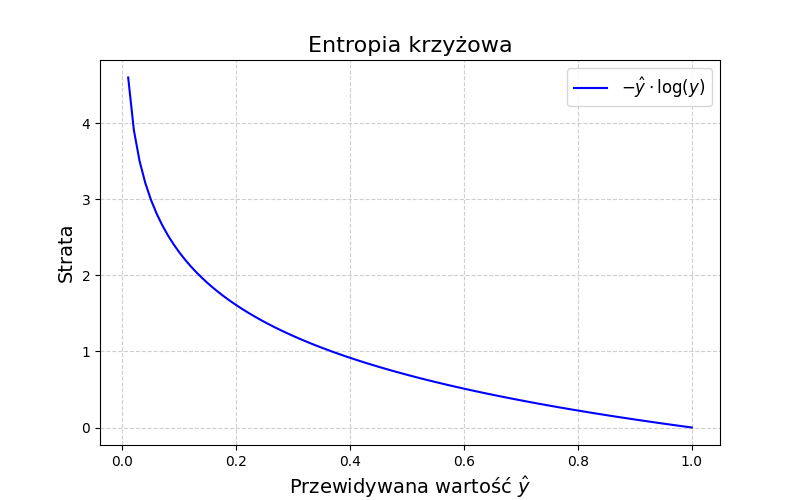 Entropia krzyżowa
−ŷ · log(y)
4
3
2
1
0
Strata
0.0 0.2 0.4 0.6 0.8 1.0
Przewidywana wartość ŷ